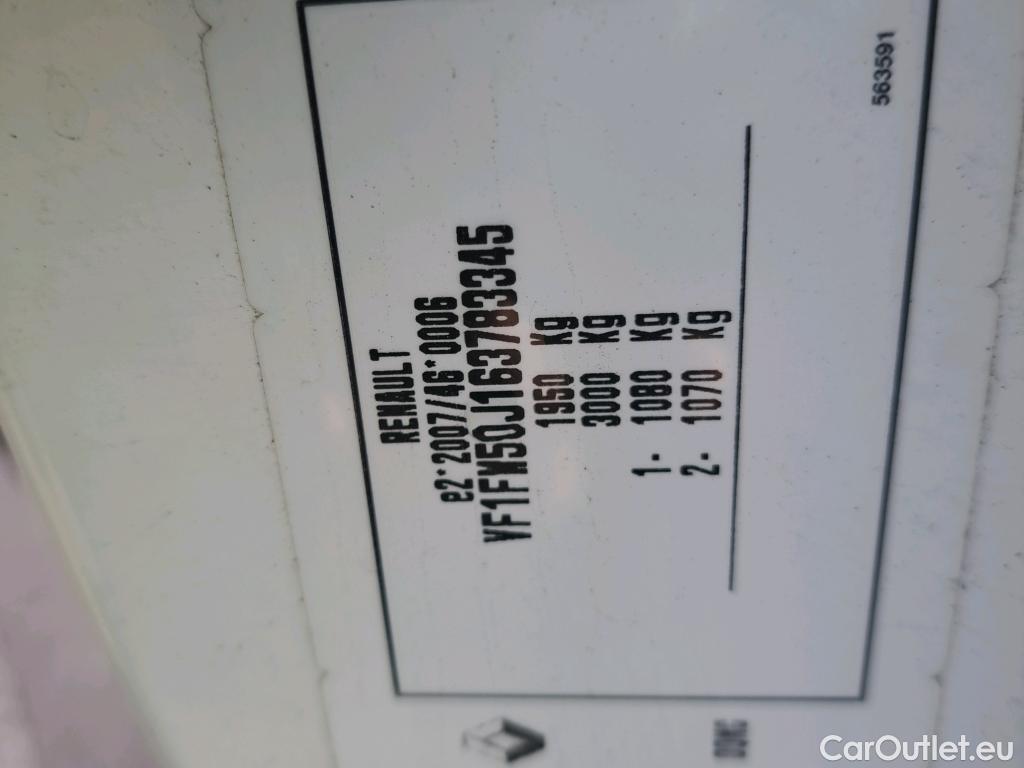 RENAULT
e2*2007/46*0006
VF1FW50J163783345
1950 Kg
3000 Kg
1- 1080 Kg
2- 1070 Kg
563591
CarOutlet.eu